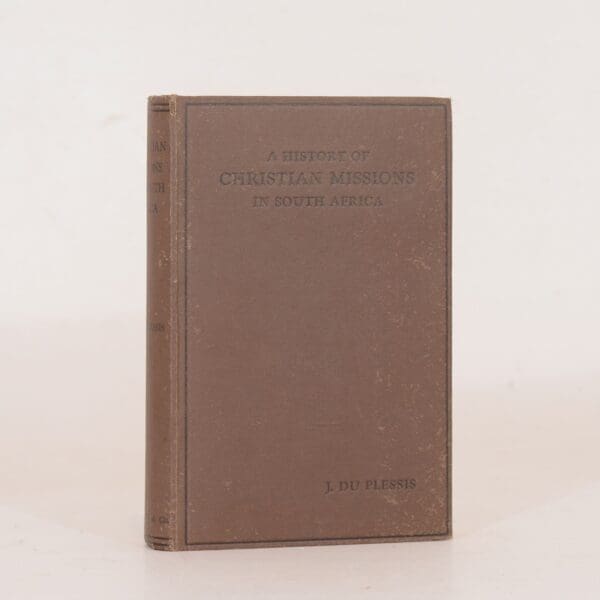 A HISTORY OF
CHRISTIAN MISSIONS
IN SOUTH AFRICA
J. DU PLESSIS